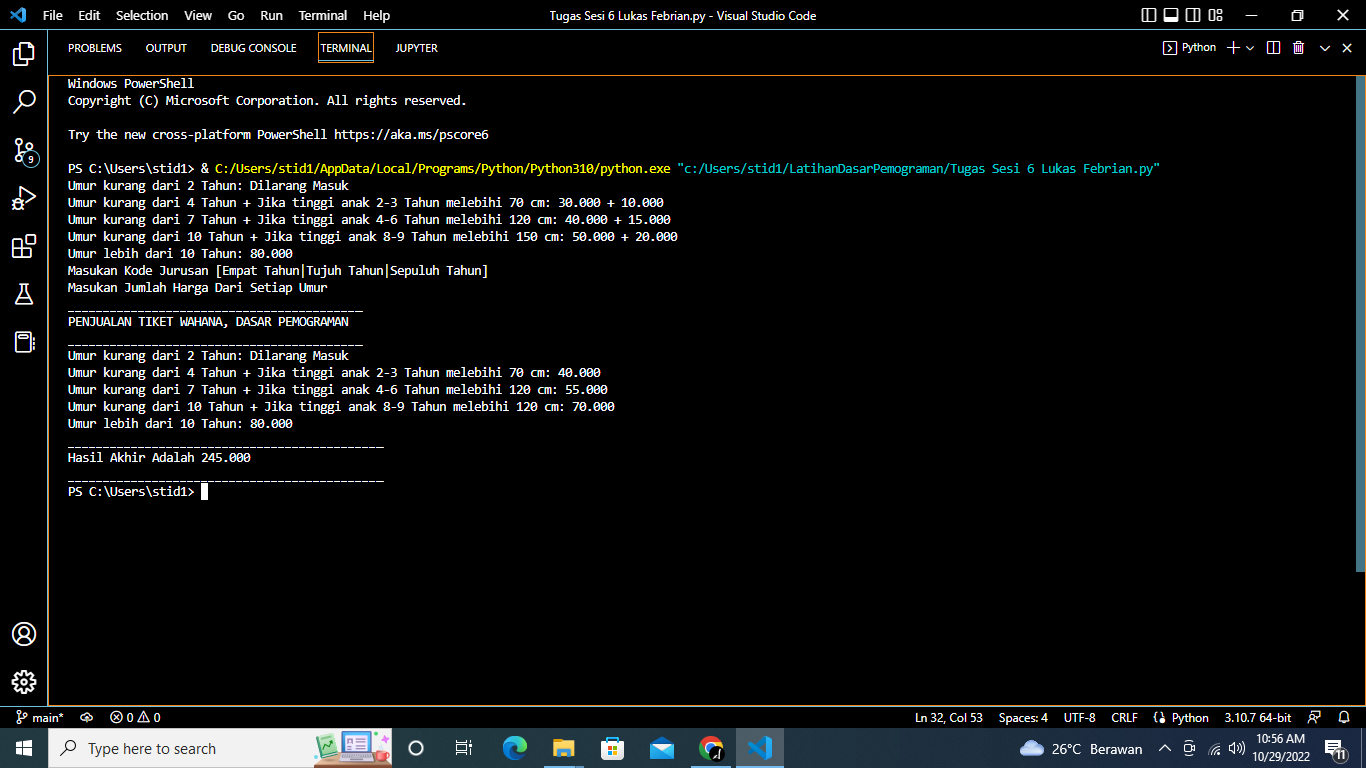 File Edit Selection View Go Run Terminal Help Tugas Sesi 6 Lukas Febrian.py - Visual Studio Code
PROBLEMS OUTPUT DEBUG CONSOLE TERMINAL JUPYTER Python
Windows PowerShell
Copyright (C) Microsoft Corporation. All rights reserved.
Try the new cross-platform PowerShell https://aka.ms/pscore6
PS C:\Users\stid1> & C:/Users/stid1/AppData/Local/Programs/Python/Python310/python.exe "c:/Users/stid1/LatihanDasarPemograman/Tugas Sesi 6 Lukas Febrian.py"
Umur kurang dari 2 Tahun: Dilarang Masuk
Umur kurang dari 4 Tahun + Jika tinggi anak 2-3 Tahun melebihi 70 cm: 30.000 + 10.000
Umur kurang dari 7 Tahun + Jika tinggi anak 4-6 Tahun melebihi 120 cm: 40.000 + 15.000
Umur kurang dari 10 Tahun + Jika tinggi anak 8-9 Tahun melebihi 150 cm: 50.000 + 20.000
Umur lebih dari 10 Tahun: 80.000
Masukan Kode Jurusan [Empat Tahun|Tujuh Tahun|Sepuluh Tahun]
Masukan Jumlah Harga Dari Setiap Umur
__________________________________________
PENJUALAN TIKET WAHANA, DASAR PEMOGRAMAN
__________________________________________
Umur kurang dari 2 Tahun: Dilarang Masuk
Umur kurang dari 4 Tahun + Jika tinggi anak 2-3 Tahun melebihi 70 cm: 40.000
Umur kurang dari 7 Tahun + Jika tinggi anak 4-6 Tahun melebihi 120 cm: 55.000
Umur kurang dari 10 Tahun + Jika tinggi anak 8-9 Tahun melebihi 120 cm: 70.000
Umur lebih dari 10 Tahun: 80.000
_____________________________________________
Hasil Akhir Adalah 245.000
_____________________________________________
PS C:\Users\stid1>
9
main* 0 0 Ln 32, Col 53 Spaces: 4 UTF-8 CRLF Python 3.10.7 64-bit
Type here to search 26°C Berawan 10:56 AM
10/29/2022 11